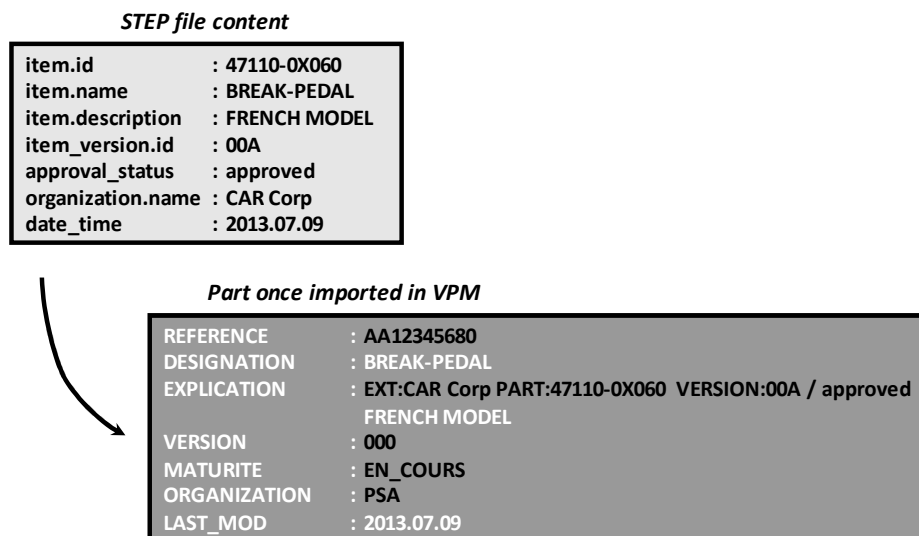 STEP file content
item.id : 47110-0X060
item.name : BREAK-PEDAL
item.description : FRENCH MODEL
item_version.id : 00A
approval_status : approved
organization.name : CAR Corp
date_time : 2013.07.09
Part once imported in VPM
REFERENCE : AA12345680
DESIGNATION : BREAK-PEDAL
EXPLICATION : EXT:CAR Corp PART:47110-0X060 VERSION:00A / approved
FRENCH MODEL
VERSION : 000
MATURITE : EN_COURS
ORGANIZATION : PSA
LAST_MOD : 2013.07.09